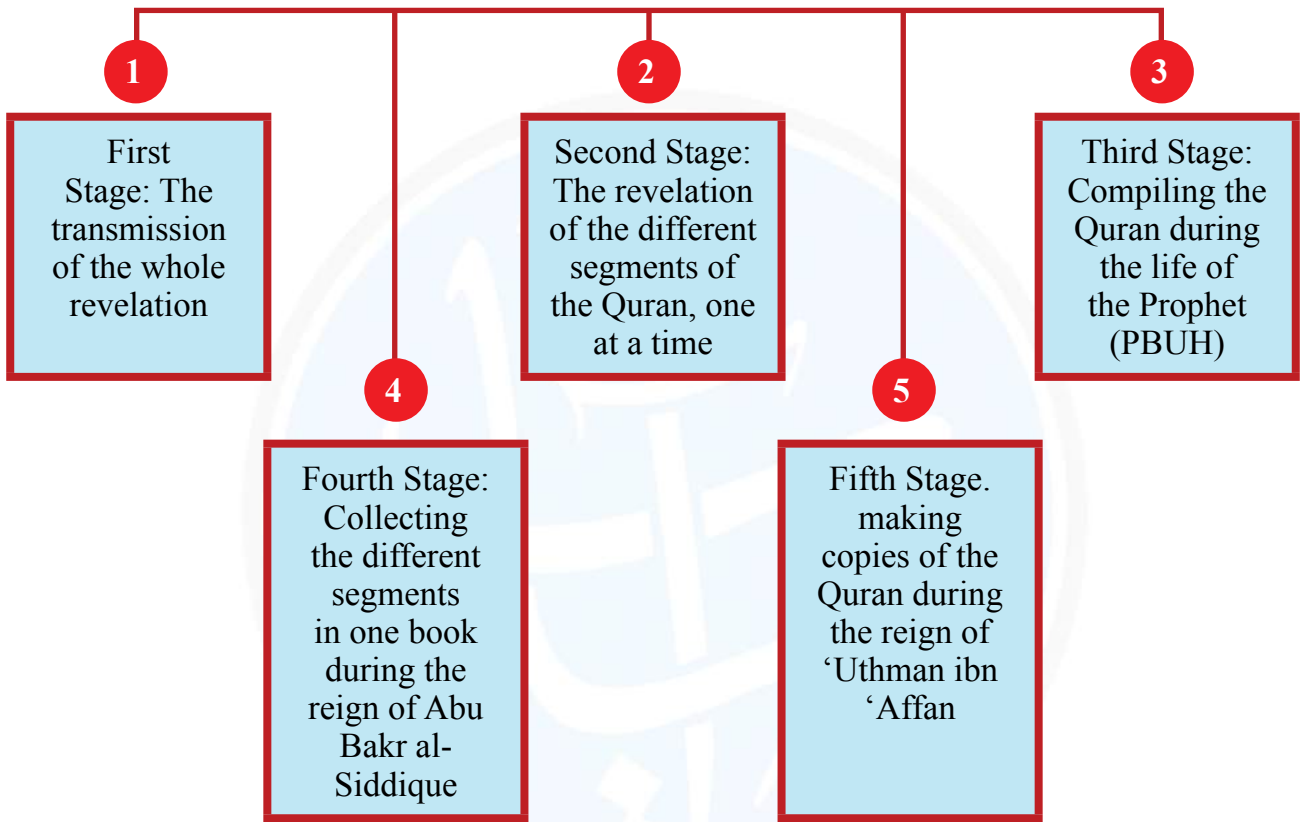 1
First
Stage: The
transmission
of the whole
revelation
2
Second Stage:
The revelation
of the different
segments of
the Quran, one
at a time
3
Third Stage:
Compiling the
Quran during
the life of
the Prophet
(PBUH)
4
Fourth Stage:
Collecting
the different
segments
in one book
during the
reign of Abu
Bakr al-
Siddique
5
Fifth Stage.
making
copies of the
Quran during
the reign of
‘Uthman ibn
‘Affan